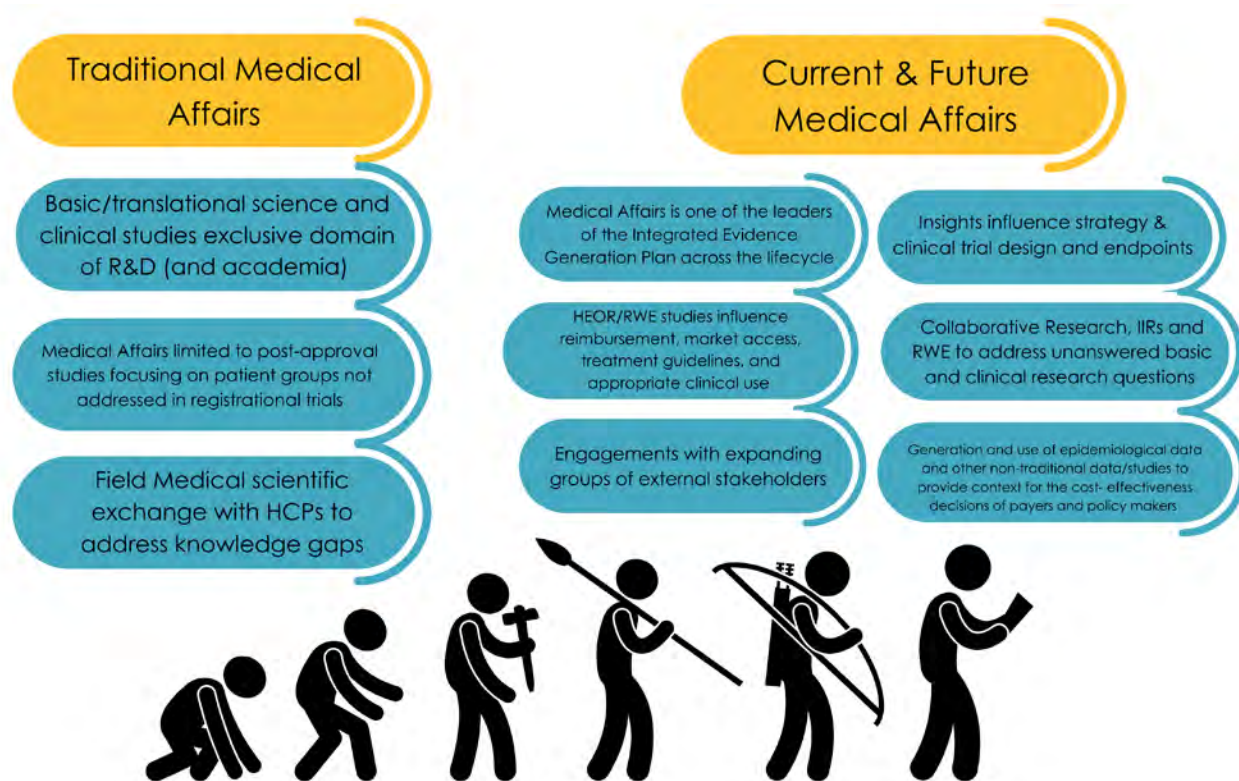 Traditional Medical
Affairs
Basic/translational science and
clinical studies exclusive domain
of R&D (and academia)
Medical Affairs limited to post-approval
studies focusing on patient groups not
addressed in registrational trials
Field Medical scientific
exchange with HCPs to
address knowledge gaps
Current & Future
Medical Affairs
Medical Affairs is one of the leaders
of the Integrated Evidence
Generation Plan across the lifecycle
HEOR/RWE studies influence
reimbursement, market access,
treatment guidelines, and
appropriate clinical use
Engagements with expanding
groups of external stakeholders
Insights influence strategy &
clinical trial design and endpoints
Collaborative Research, IIRs and
RWE to address unanswered basic
and clinical research questions
Generation and use of epidemiological data
and other non-traditional data/studies to
provide context for the cost- effectiveness
decisions of payers and policy makers